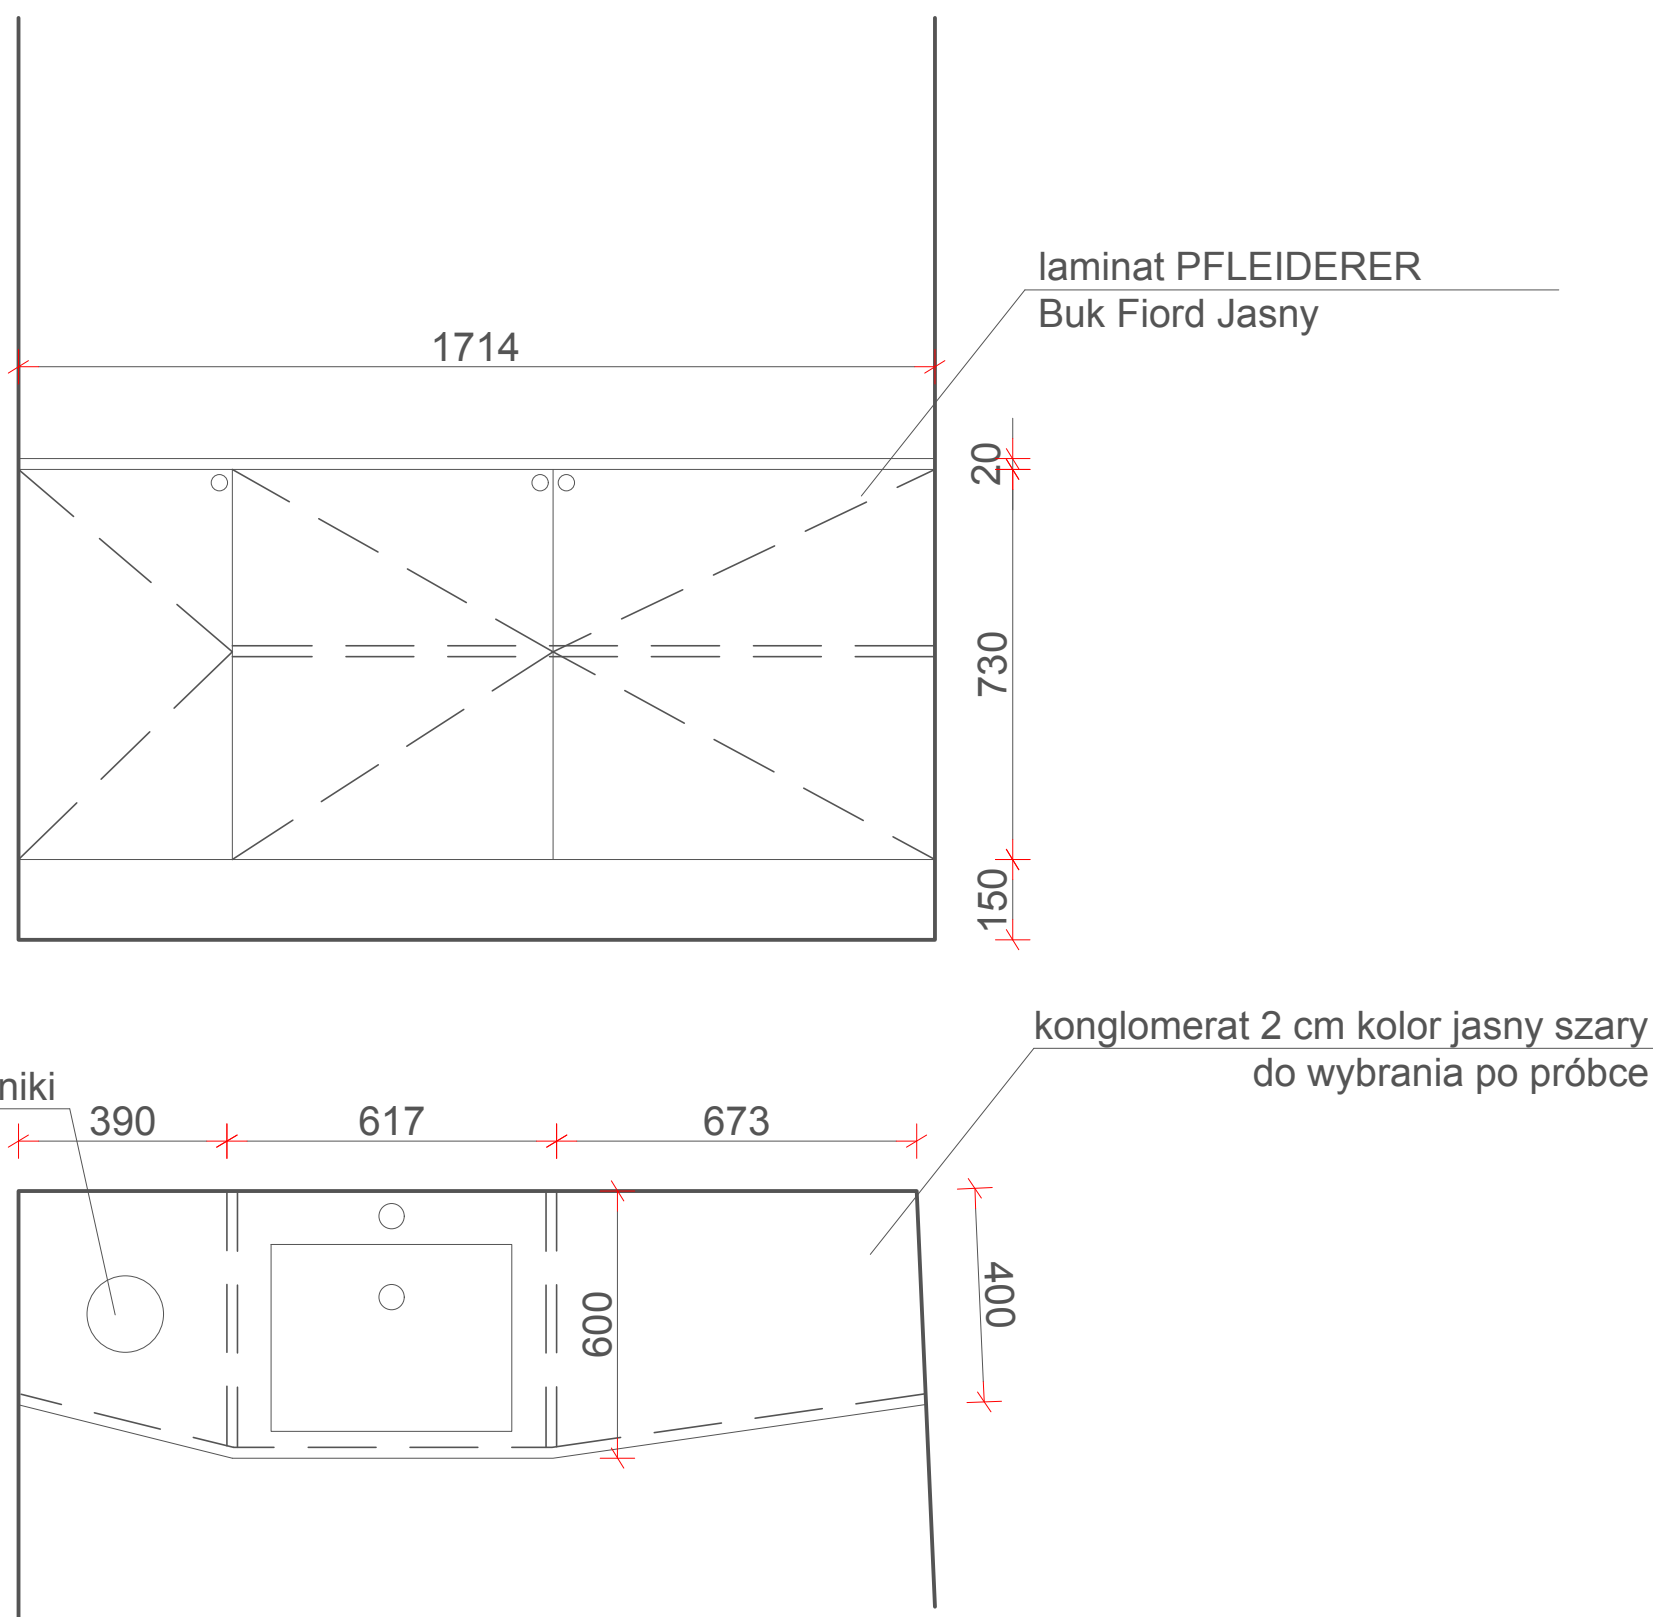 laminat PFLEIDERER
Buk Fiord Jasny
1714
20
730
150
konglomerat 2 cm kolor jasny szary
do wybrania po próbce
niki
390
617
673
600
400